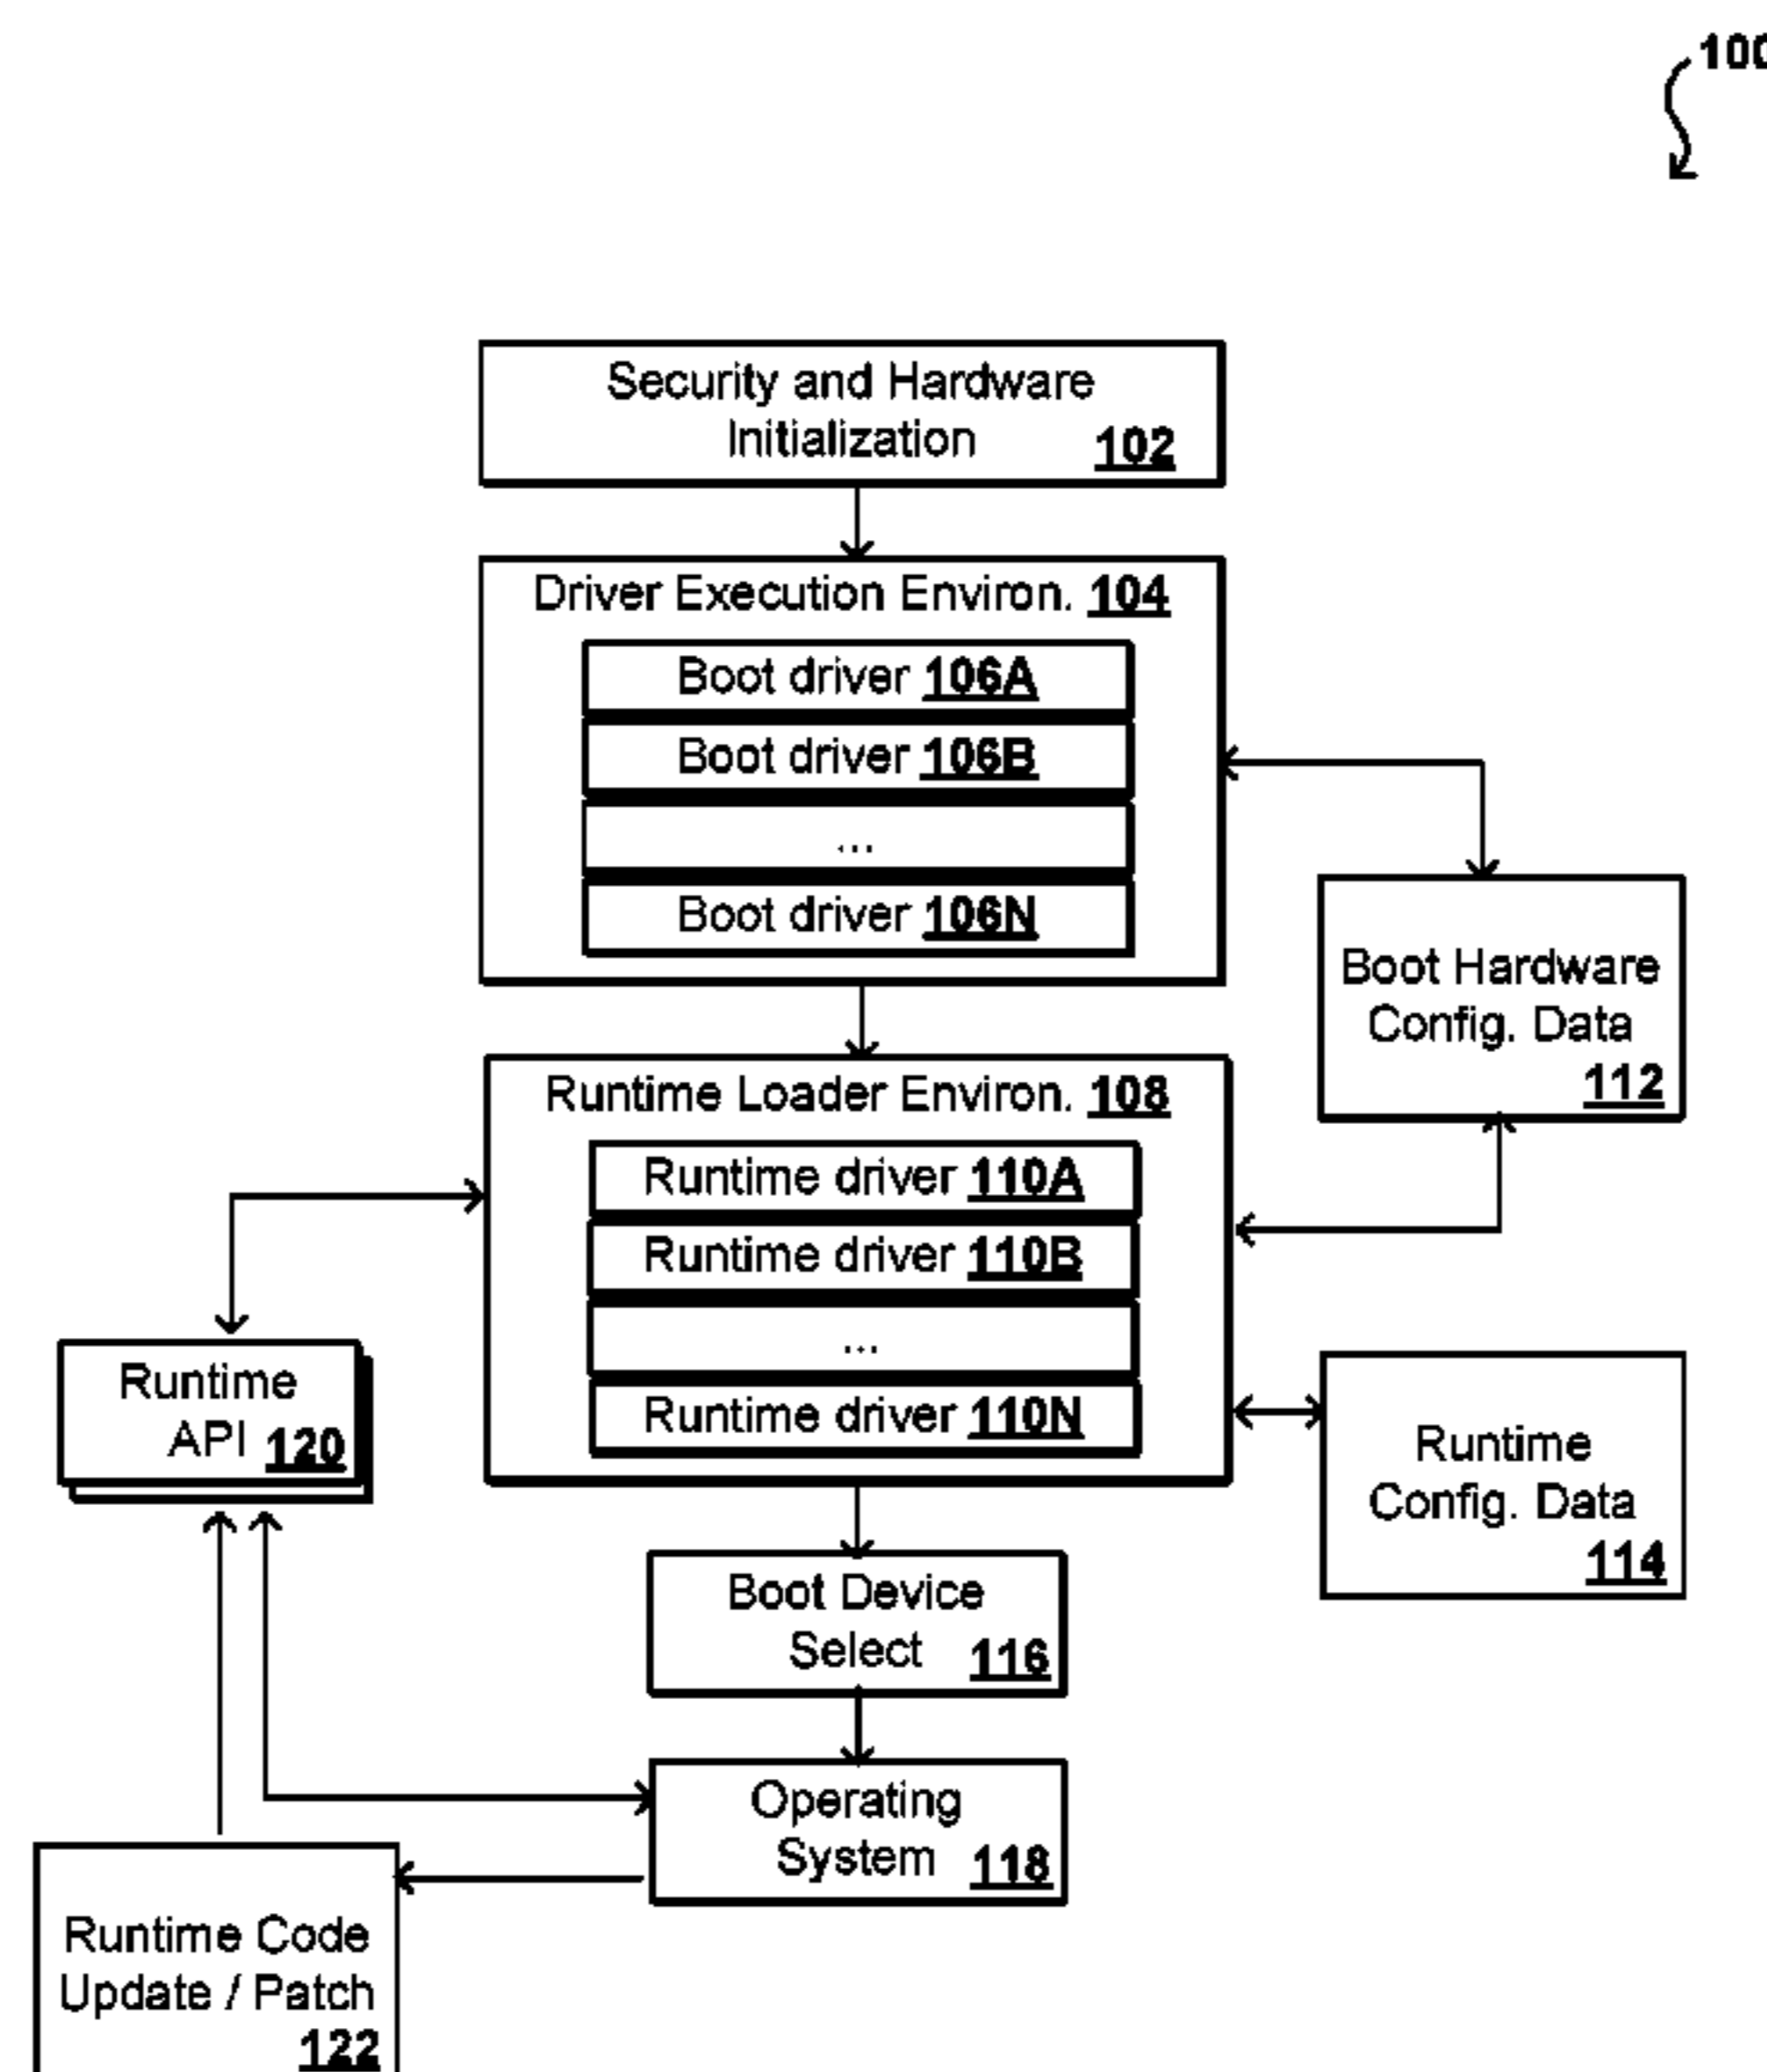 100
Security and Hardware
Initialization 102
Driver Execution Environ. 104
Boot driver 106A
Boot driver 106B
...
Boot driver 106N
Boot Hardware
Config. Data
112
Runtime Loader Environ. 108
Runtime driver 110A
Runtime driver 110B
...
Runtime driver 110N
Runtime
API 120
Runtime
Config. Data
114
Boot Device
Select 116
Operating
System 118
Runtime Code
Update / Patch
122